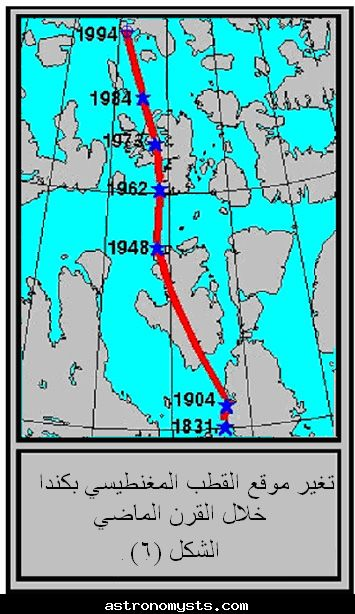 1994
1984
1973
1962
1948
1904
1831
تغير موقع القطب المغنطيسي بكندا
خلال القرن الماضي
الشكل (٦) .
astronomysts.com